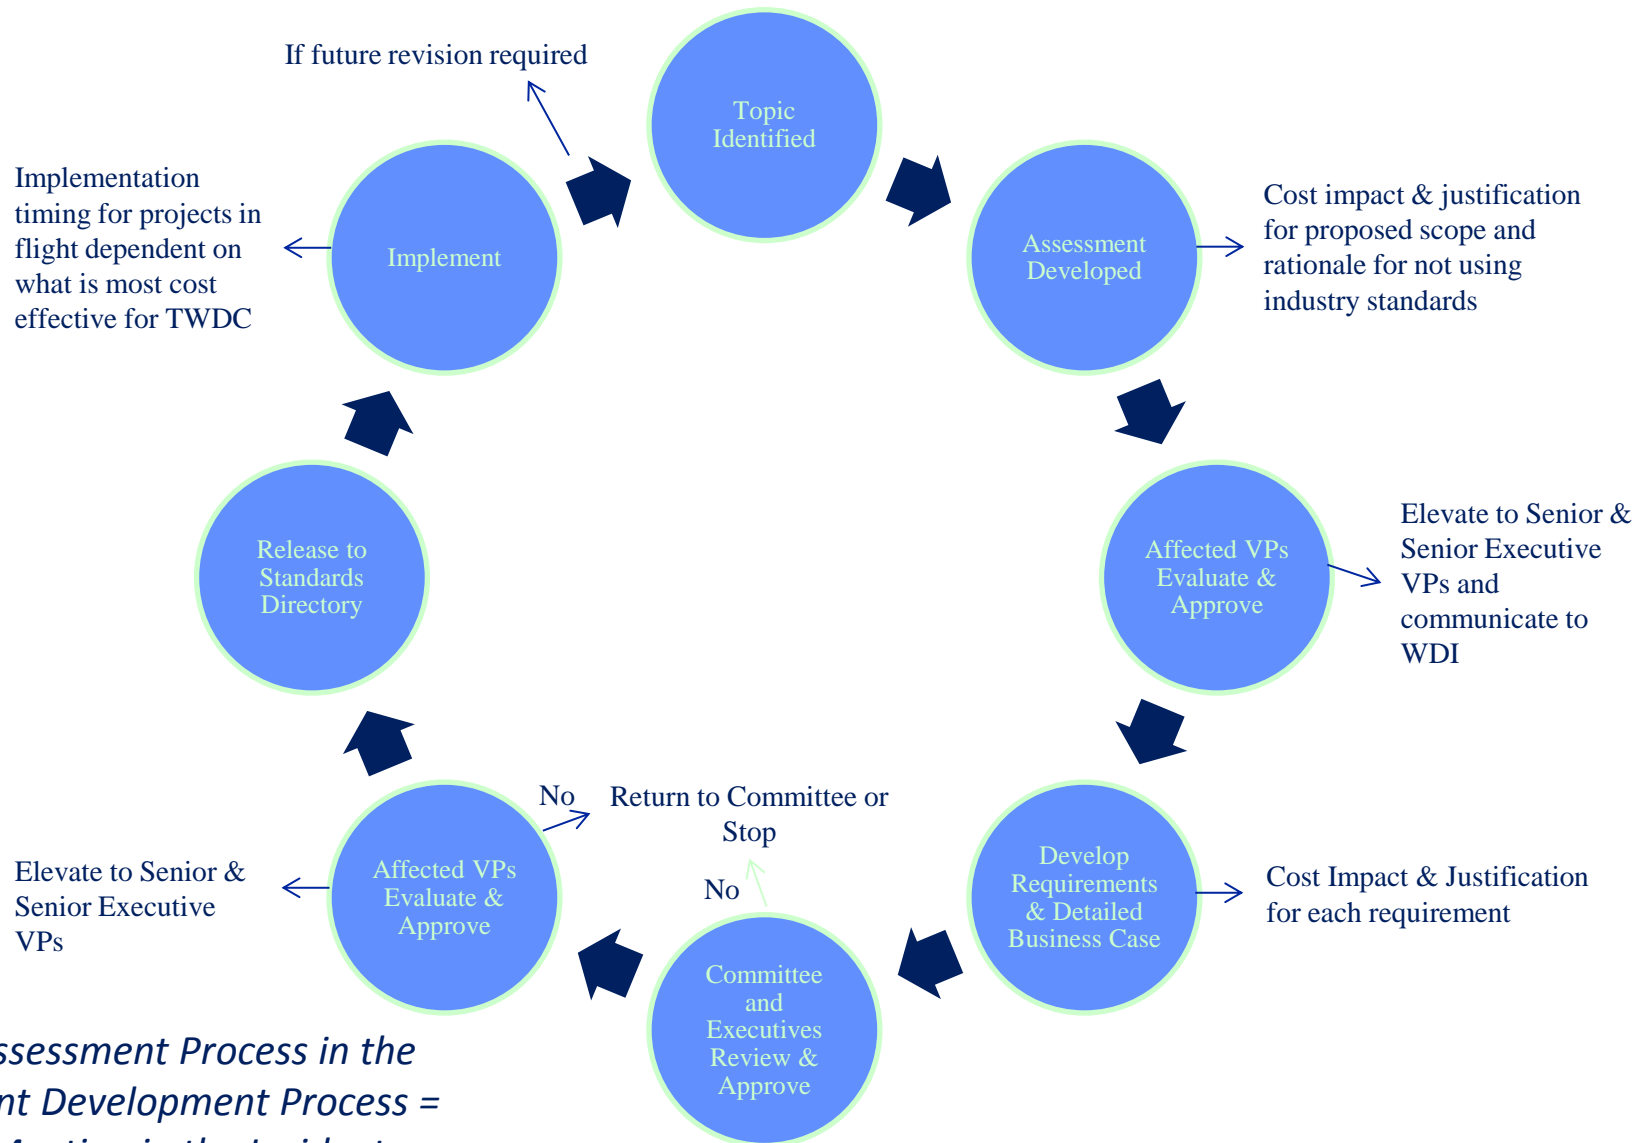 If future revision required
Topic
Identified
Implementation
timing for projects in
flight dependent on
what is most cost
effective for TWDC
Implement
Assessment
Developed
Cost impact & justification
for proposed scope and
rationale for not using
industry standards
Release to
Standards
Directory
Affected VPs
Evaluate &
Approve
Elevate to Senior &
Senior Executive
VPs and
communicate to
WDI
No
Return to Committee or
Stop
No
Elevate to Senior &
Senior Executive
VPs
Affected VPs
Evaluate &
Approve
Develop
Requirements
& Detailed
Business Case
Cost Impact & Justification
for each requirement
Committee
and
Executives
Review &
Approve
ssessment Process in the
nt Development Process =
in the